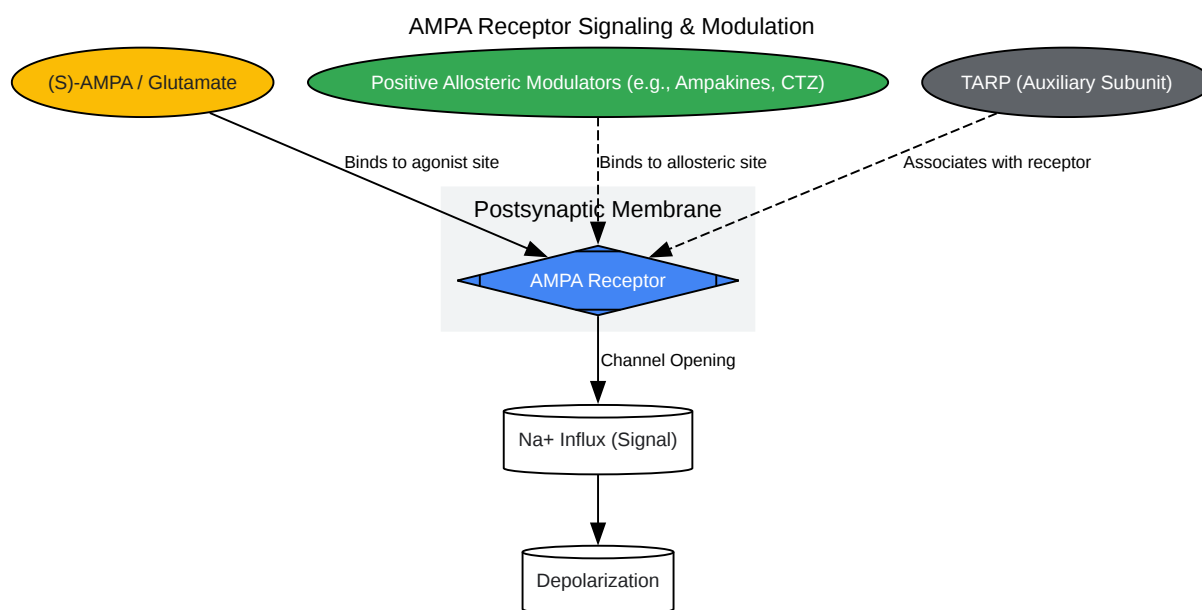 AMPA Receptor Signaling & Modulation
(S)-AMPA / Glutamate
Positive Allosteric Modulators (e.g., Ampakines, CTZ)
TARP (Auxiliary Subunit)
Binds to agonist site
Binds to allosteric site
Associates with receptor
Postsynaptic Membrane
AMPA Receptor
Channel Opening
Na+ Influx (Signal)
Depolarization